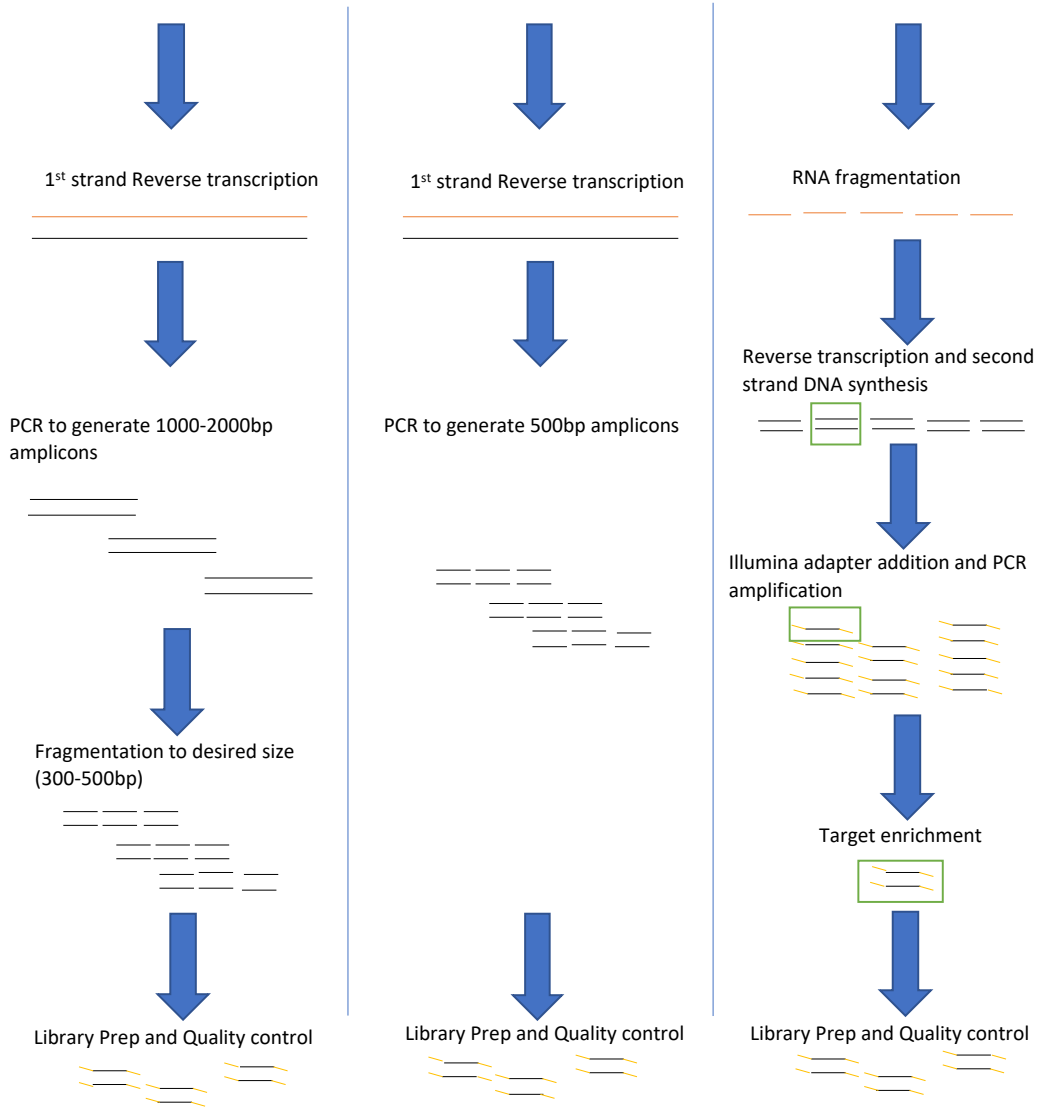 1st strand Reverse transcription
PCR to generate 1000-2000bp
amplicons
Fragmentation to desired size
(300-500bp)
Library Prep and Quality control
1st strand Reverse transcription
PCR to generate 500bp amplicons
Library Prep and Quality control
RNA fragmentation
Reverse transcription and second
strand DNA synthesis
Illumina adapter addition and PCR
amplification
Target enrichment
Library Prep and Quality control